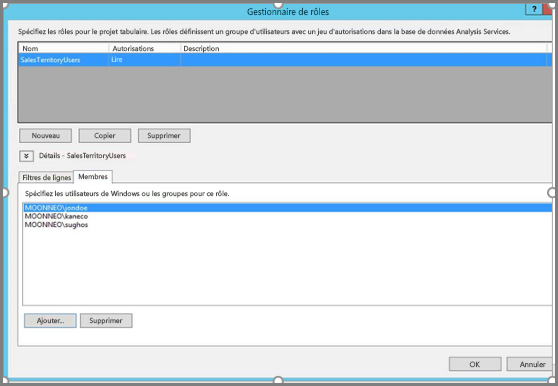 Gestionnaire de rôles
?
Spécifiez les rôles pour le projet tabulaire. Les rôles définissent un groupe d'utilisateurs avec un jeu d'autorisations dans la base de données Analysis Services.
Nom Autorisations Description
SalesTerritoryUsers Lire
Nouveau Copier Supprimer
Détails - SalesTerritoryUsers
Filtres de lignes Membres
Spécifiez les utilisateurs de Windows ou les groupes pour ce rôle.
MOONNEO\jondoe
MOONNEO\kaneco
MOONNEO\sughos
Ajouter... Supprimer
OK Annuler